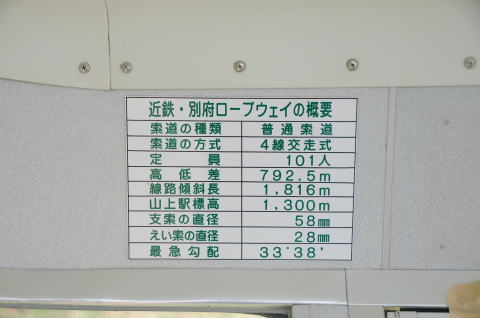 近鉄・別府ロープウェイの概要
索道の種類 普通索道
索道の方式 4線交走式
定員 101人
高低差 792.5m
線路傾斜長 1,816m
山上駅標高 1,300m
支索の直径 58㎜
えい索の直径 28㎜
最急勾配 33°38′